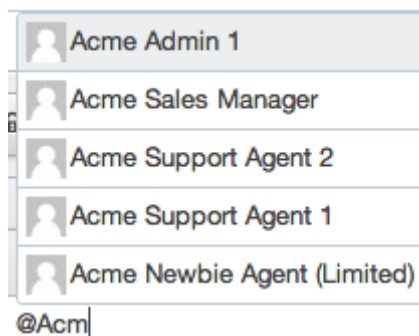 Acme Admin 1
Acme Sales Manager
Acme Support Agent 2
Acme Support Agent 1
Acme Newbie Agent (Limited)
@Acm